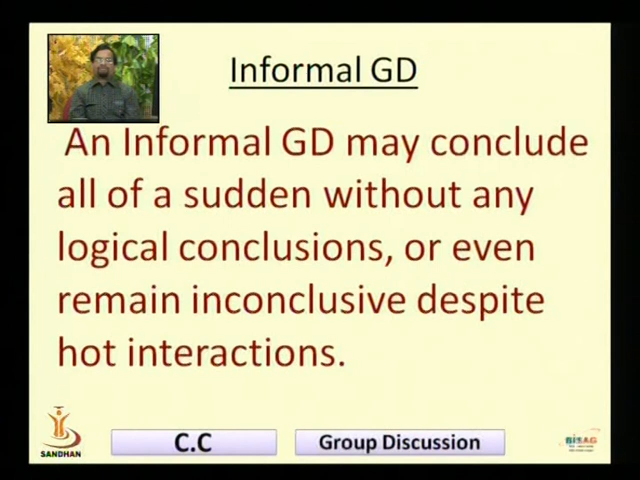 Informal GD
An Informal GD may conclude
all of a sudden without any
logical conclusions, or even
remain inconclusive despite
hot interactions.
SANDHAN
C.C
Group Discussion
BISAG